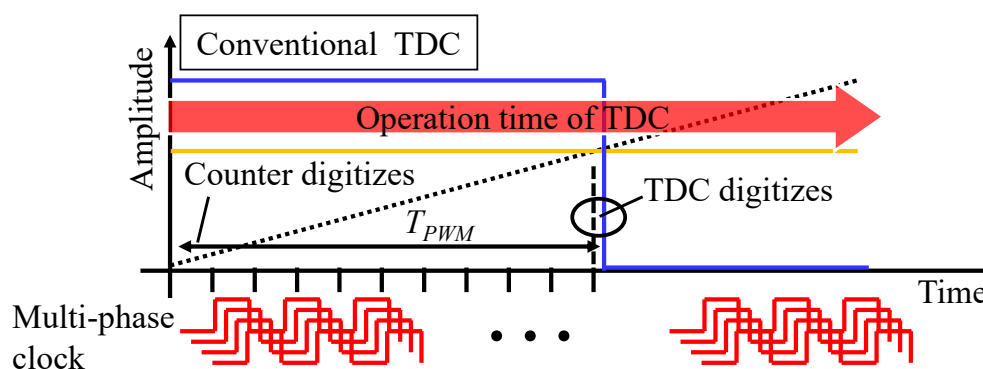 Conventional TDC
Amplitude
Operation time of TDC
Counter digitizes
TDC digitizes
T_PWM
Time
Multi-phase
clock